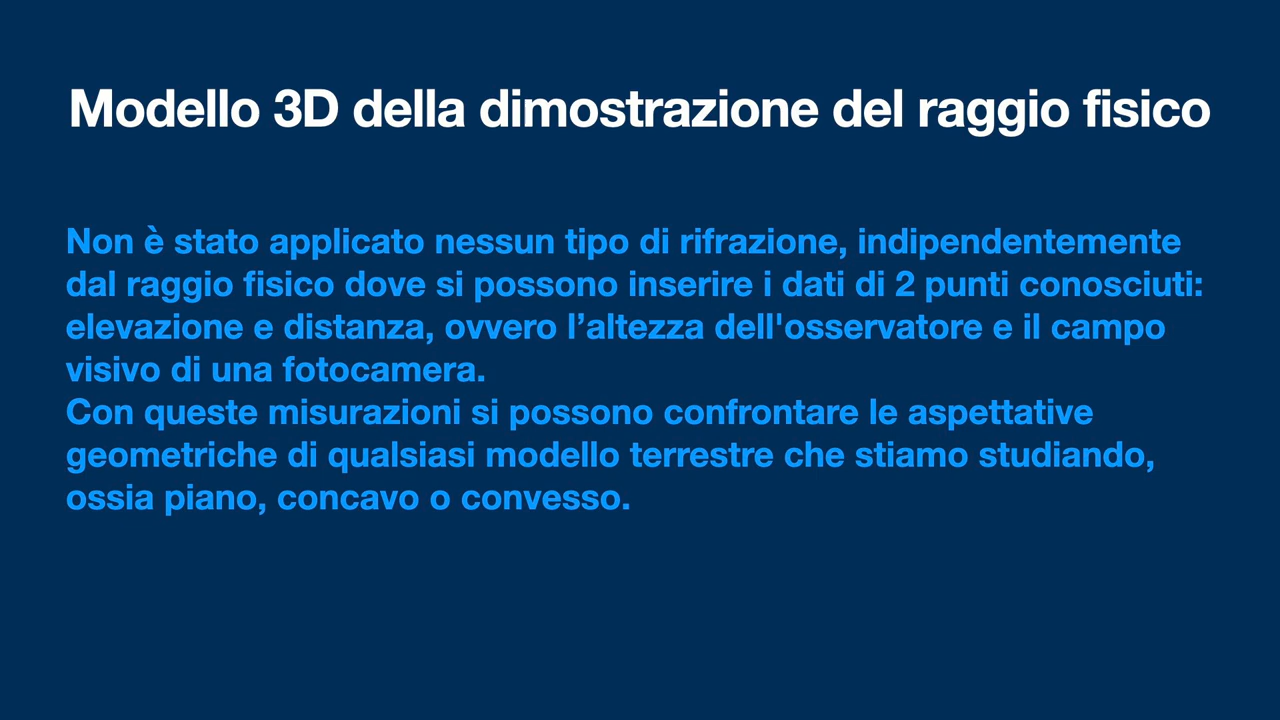 Modello 3D della dimostrazione del raggio fisico
Non è stato applicato nessun tipo di rifrazione, indipendentemente
dal raggio fisico dove si possono inserire i dati di 2 punti conosciuti:
elevazione e distanza, ovvero l’altezza dell'osservatore e il campo
visivo di una fotocamera.
Con queste misurazioni si possono confrontare le aspettative
geometriche di qualsiasi modello terrestre che stiamo studiando,
ossia piano, concavo o convesso.